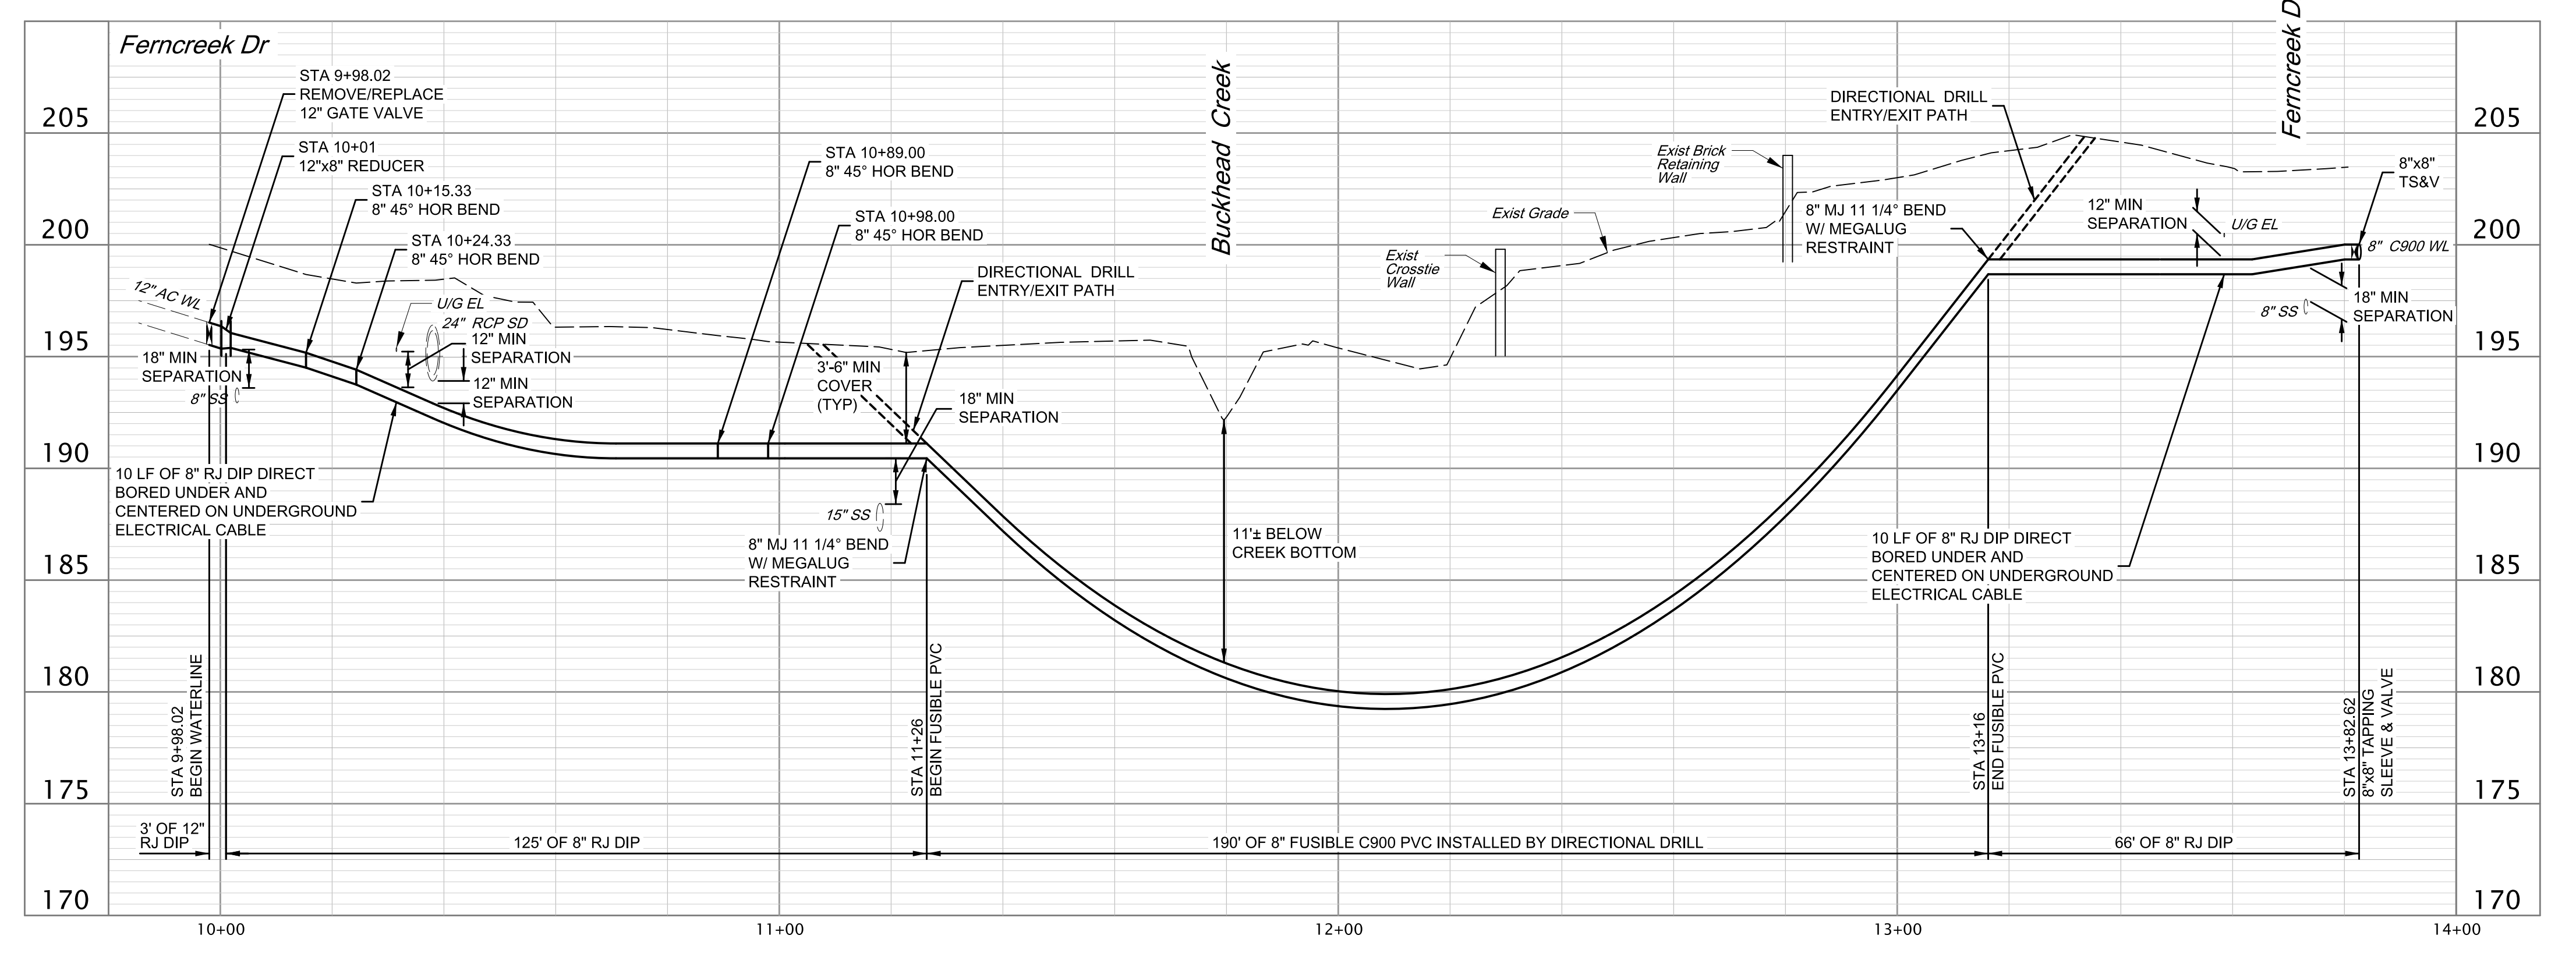 Ferncreek Dr
STA 9+98.02
REMOVE/REPLACE
12" GATE VALVE
STA 10+01
12"x8" REDUCER
STA 10+15.33
8" 45° HOR BEND
STA 10+24.33
8" 45° HOR BEND
12" AC WL
U/G EL
24" RCP SD
12" MIN
SEPARATION
12" MIN
SEPARATION
18" MIN
SEPARATION
8" SS
10 LF OF 8" RJ DIP DIRECT
BORED UNDER AND
CENTERED ON UNDERGROUND
ELECTRICAL CABLE
STA 10+89.00
8" 45° HOR BEND
STA 10+98.00
8" 45° HOR BEND
DIRECTIONAL DRILL
ENTRY/EXIT PATH
3'-6" MIN
COVER
(TYP)
18" MIN
SEPARATION
15" SS
8" MJ 11 1/4° BEND
W/ MEGALUG
RESTRAINT
Buckhead Creek
11'± BELOW
CREEK BOTTOM
Exist
Crosstie
Wall
Exist Grade
Exist Brick
Retaining
Wall
DIRECTIONAL DRILL
ENTRY/EXIT PATH
8" MJ 11 1/4° BEND
W/ MEGALUG
RESTRAINT
Ferncreek D
8"x8"
TS&V
12" MIN
SEPARATION
U/G EL
8" C900 WL
18" MIN
SEPARATION
8" SS
10 LF OF 8" RJ DIP DIRECT
BORED UNDER AND
CENTERED ON UNDERGROUND
ELECTRICAL CABLE
STA 9+98.02
BEGIN WATERLINE
STA 11+26
BEGIN FUSIBLE PVC
STA 13+16
END FUSIBLE PVC
STA 13+82.62
8"x8" TAPPING
SLEEVE & VALVE
3' OF 12"
RJ DIP
125' OF 8" RJ DIP
190' OF 8" FUSIBLE C900 PVC INSTALLED BY DIRECTIONAL DRILL
66' OF 8" RJ DIP
205
200
195
190
185
180
175
170
205
200
195
190
185
180
175
170
10+00
11+00
12+00
13+00
14+00